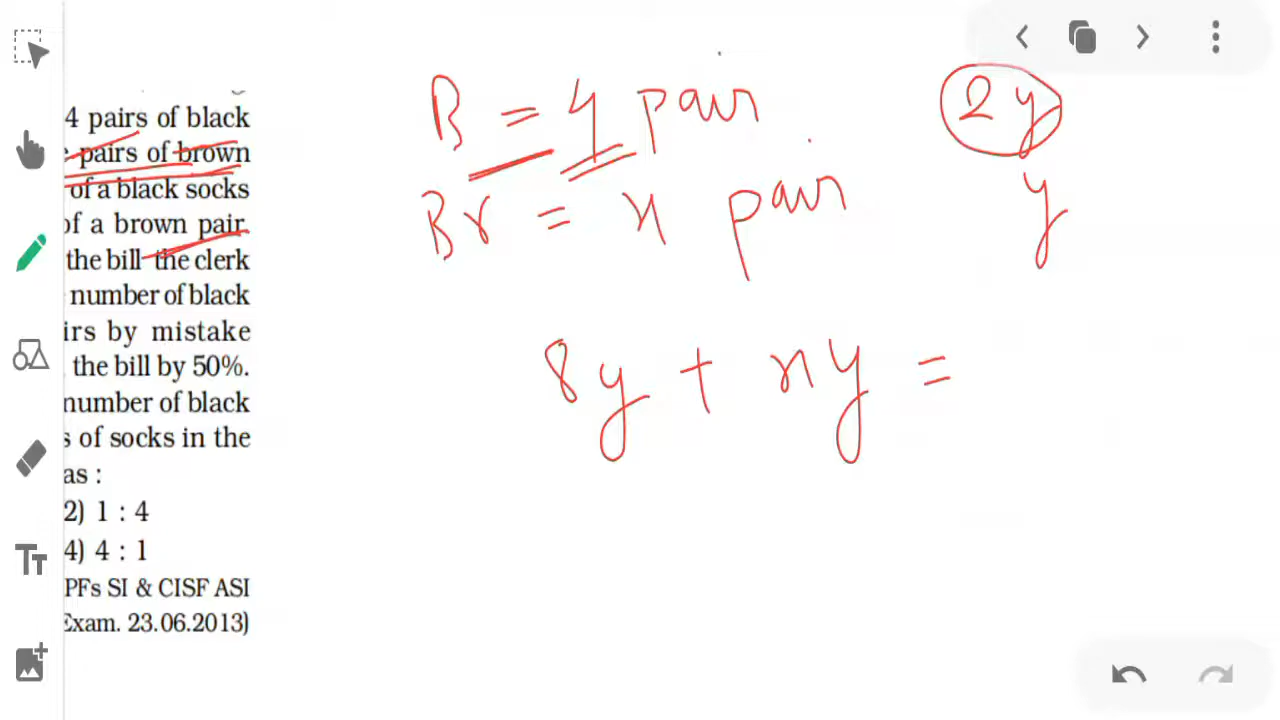 4 pairs of black
pairs of brown
of a black socks
of a brown pair.
the bill the clerk
number of black
irs by mistake
the bill by 50%.
number of black
s of socks in the
as :
2) 1 : 4
4) 4 : 1
PFs SI & CISF ASI
Exam. 23.06.2013)
B = 4 pair
2y
Br = x pair
y
8y + xy =
TT